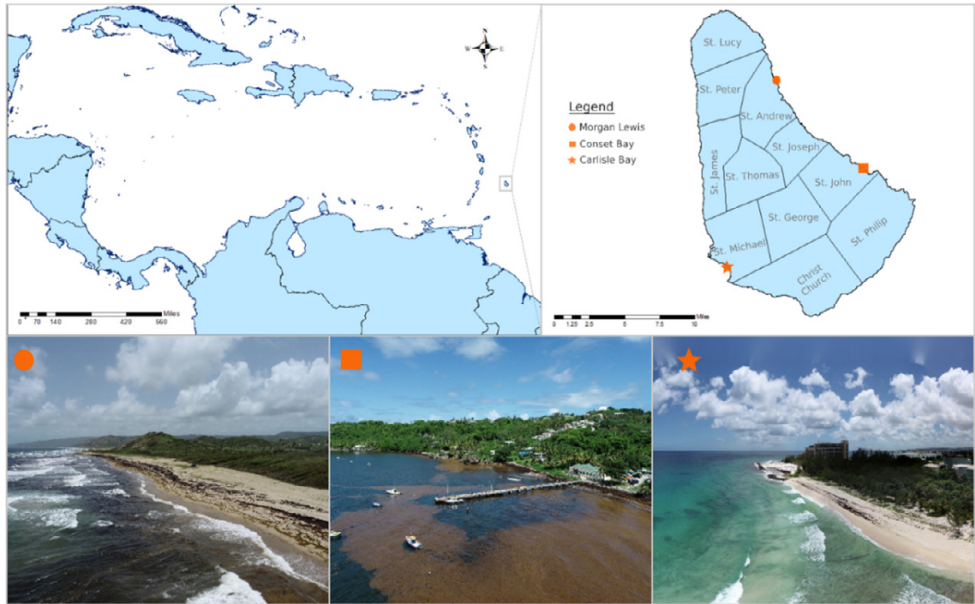 N
W E
S
0 70 140 280 420 560 Miles
St. Lucy
St. Peter
St. Andrew
St. Joseph
St. James
St. Thomas
St. John
St. George
St. Philip
St. Michael
Christ
Church
Legend
Morgan Lewis
Conset Bay
Carlisle Bay
0 1.25 2.5 5 7.5 10 Miles